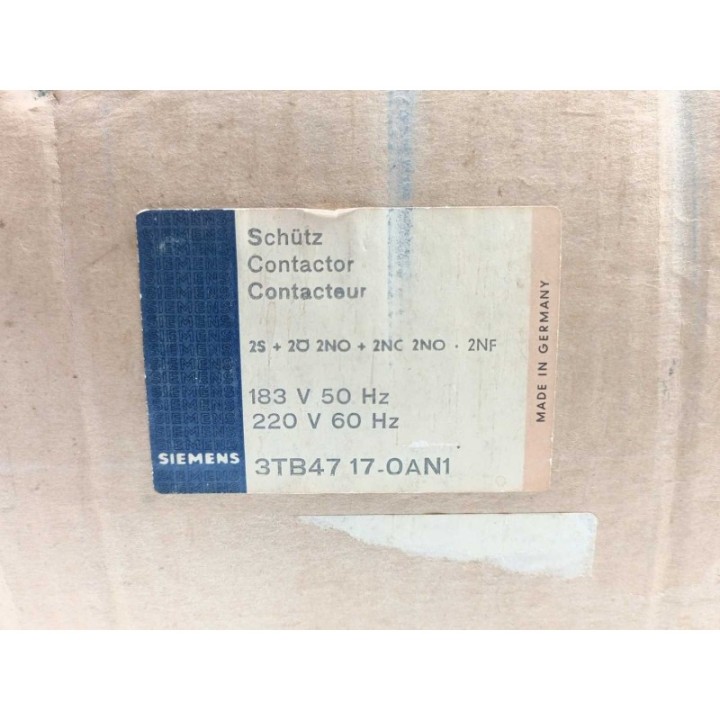 Schütz
Contactor
Contacteur
2S + 2Ö 2NO + 2NC 2NO · 2NF
183 V 50 Hz
220 V 60 Hz
SIEMENS
3TB47 17-0AN1
MADE IN GERMANY